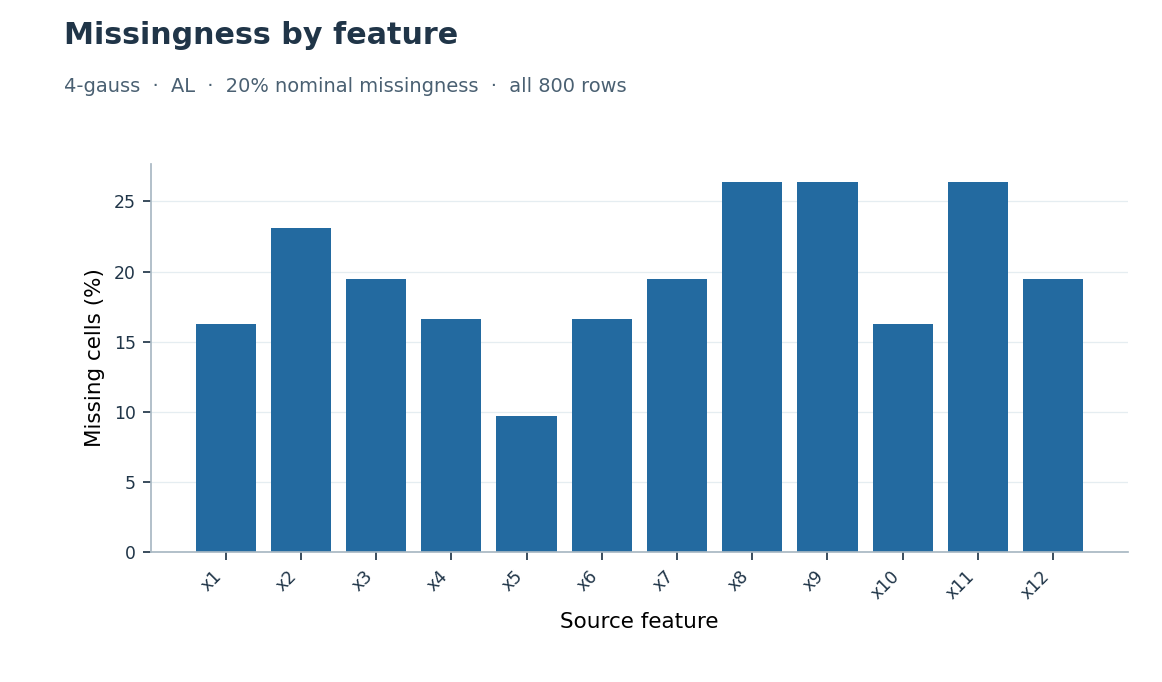 Missingness by feature
4-gauss · AL · 20% nominal missingness · all 800 rows
Missing cells (%)
25
20
15
10
5
0
x1 x2 x3 x4 x5 x6 x7 x8 x9 x10 x11 x12
Source feature